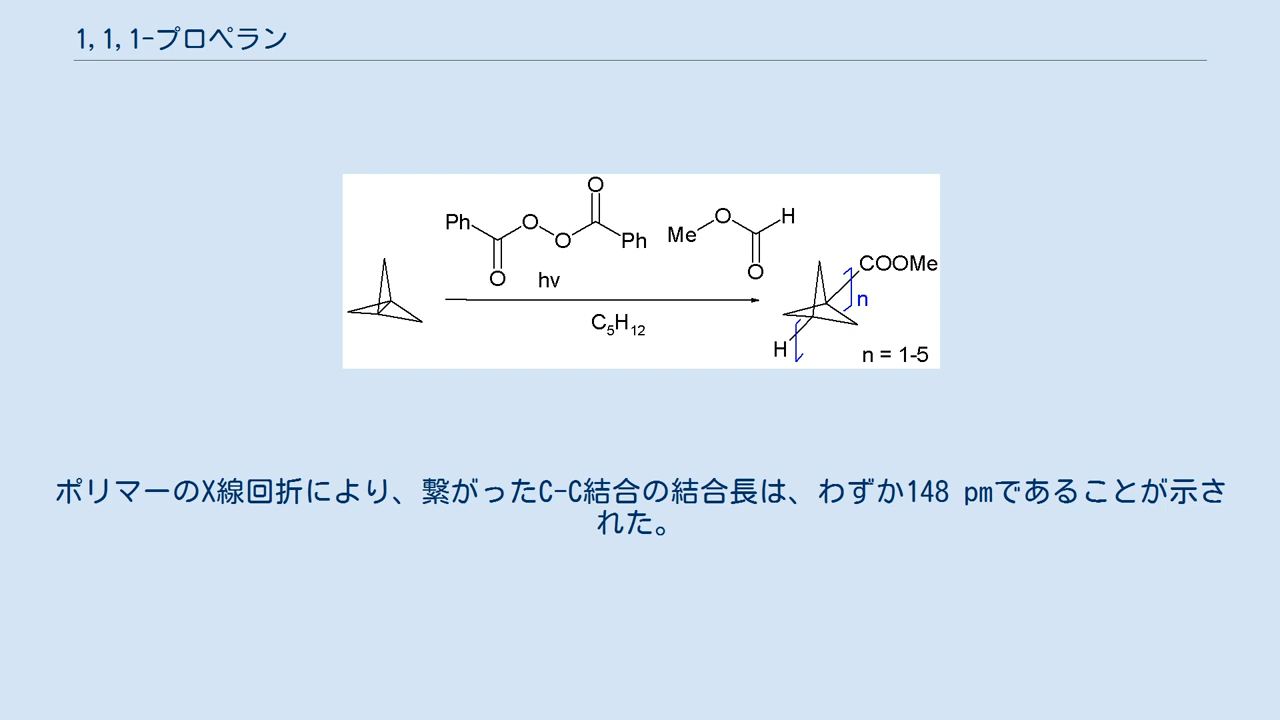 1,1,1-プロペラン
O
O
H
Ph
O
O
Me
O
Ph
O
O
COOMe
hν
n
C5H12
H
n = 1-5
ポリマーのX線回折により、繋がったC-C結合の結合長は、わずか148 pmであることが示さ
れた。